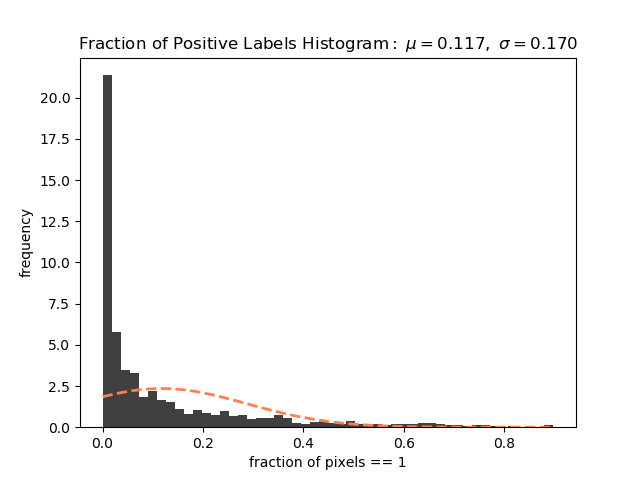 Fraction of Positive Labels Histogram: μ = 0.117, σ = 0.170
frequency
20.0
17.5
15.0
12.5
10.0
7.5
5.0
2.5
0.0
0.0 0.2 0.4 0.6 0.8
fraction of pixels == 1